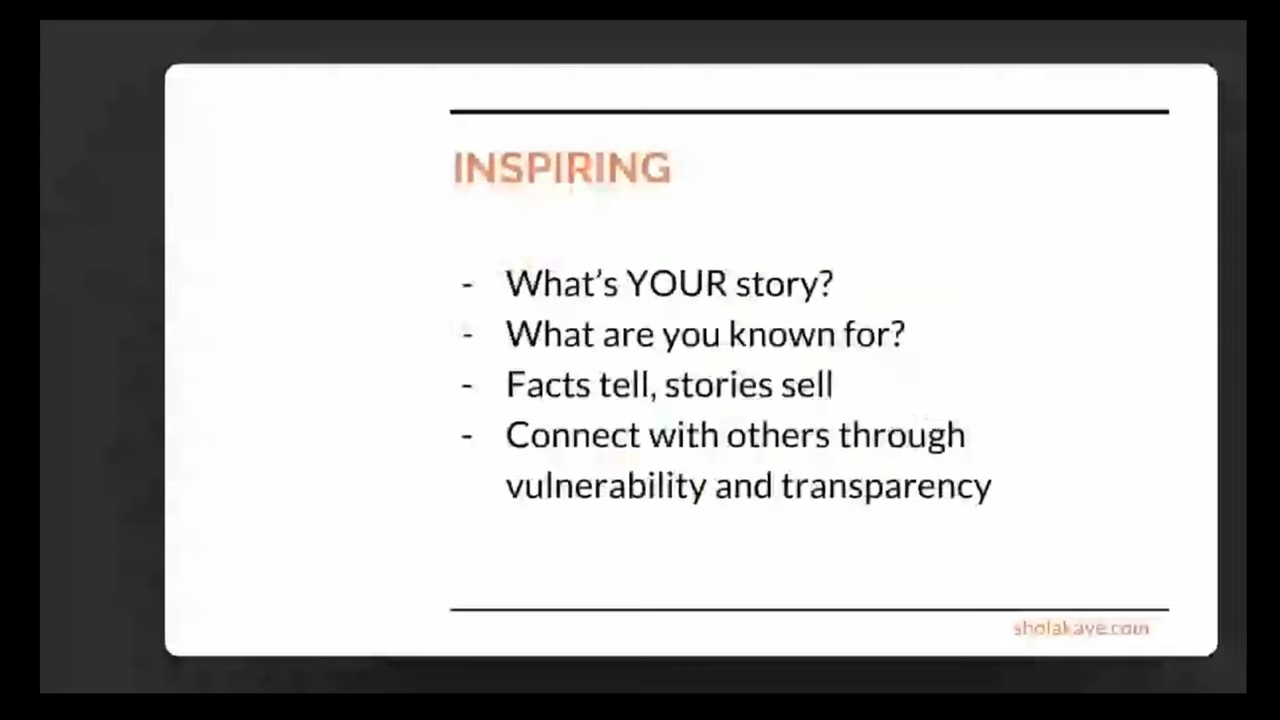 INSPIRING
- What's YOUR story?
- What are you known for?
- Facts tell, stories sell
- Connect with others through
vulnerability and transparency
sholakaye.com